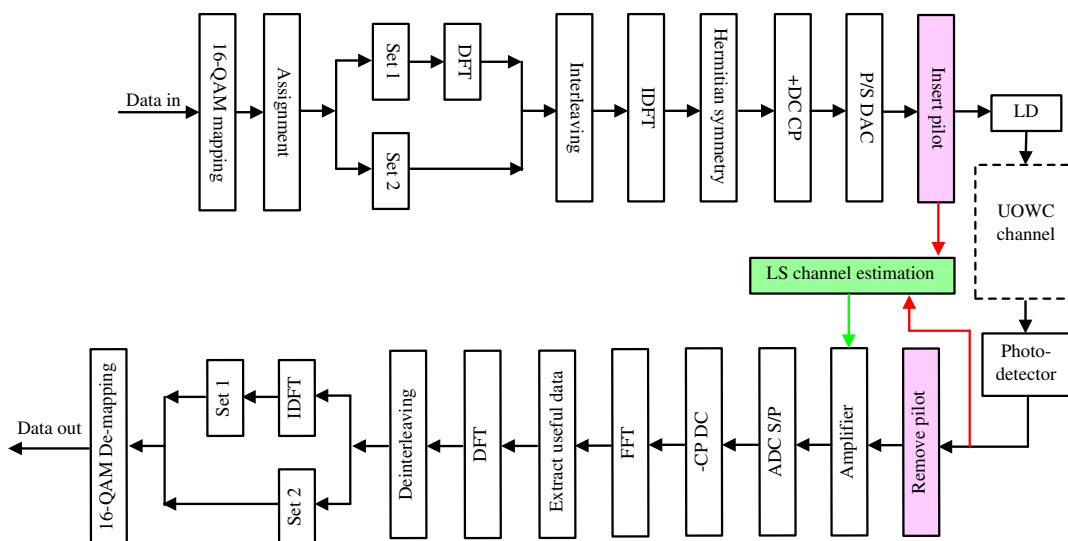 Data in
16-QAM mapping
Assignment
Set 1
DFT
Set 2
Interleaving
IDFT
Hermitian symmetry
+DC CP
P/S DAC
Insert pilot
LD
UOWC
channel
LS channel estimation
Photo-
detector
Remove pilot
Amplifier
ADC S/P
-CP DC
FFT
Extract useful data
DFT
Deinterleaving
IDFT
Set 1
Set 2
16-QAM De-mapping
Data out